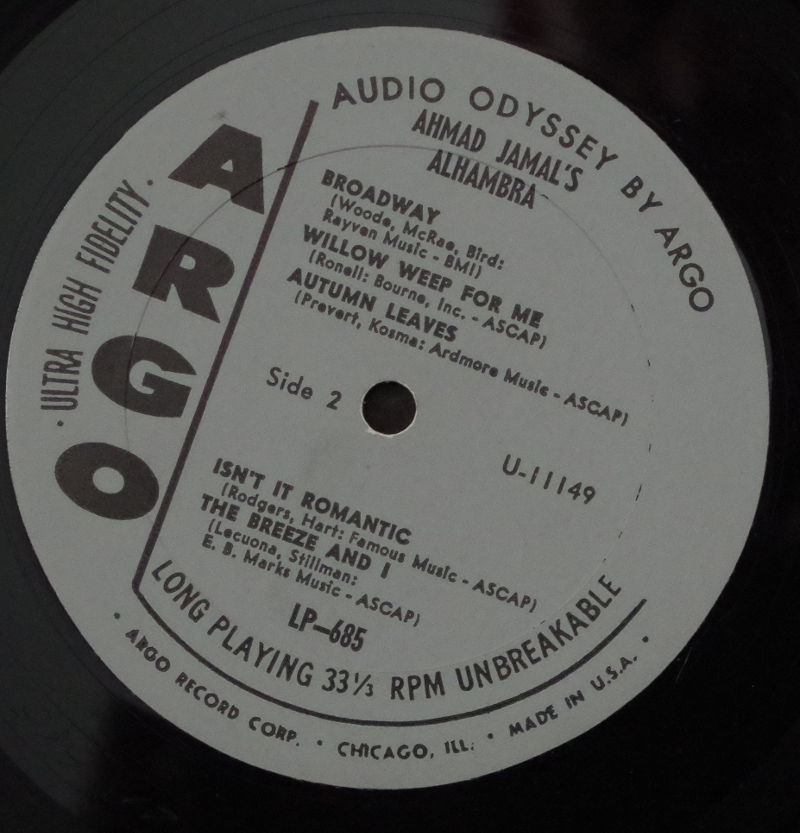 AUDIO ODYSSEY BY ARGO
AHMAD JAMAL'S
ALHAMBRA
BROADWAY
(Woode, McRae, Bird:
Rayven Music - BMI)
WILLOW WEEP FOR ME
(Ronell: Bourne, Inc. - ASCAP)
AUTUMN LEAVES
(Prevert, Kosma: Ardmore Music - ASCAP)
Side 2
U-11149
ISN'T IT ROMANTIC
(Rodgers, Hart: Famous Music - ASCAP)
THE BREEZE AND I
(Lecuona, Stillman:
E. B. Marks Music - ASCAP)
LP-685
LONG PLAYING 33⅓ RPM UNBREAKABLE
ARGO
· ULTRA HIGH FIDELITY ·
· ARGO RECORD CORP. · CHICAGO, ILL. · MADE IN U.S.A. ·